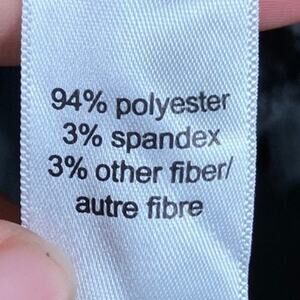 94% polyester
3% spandex
3% other fiber/
autre fibre